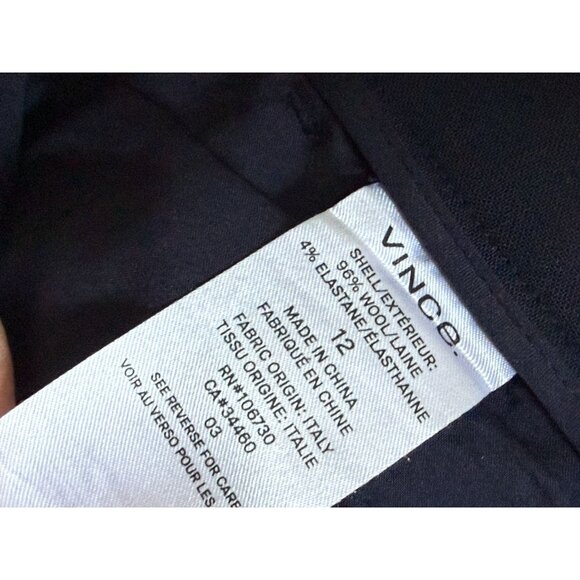 VINCE.
SHELL/EXTÉRIEUR:
96% WOOL/LAINE
4% ELASTANE/ÉLASTHANNE
12
MADE IN CHINA
FABRIQUÉ EN CHINE
FABRIC ORIGIN: ITALY
TISSU ORIGINE: ITALIE
RN#106730
CA#34460
03
SEE REVERSE FOR CARE
VOIR AU VERSO POUR LES